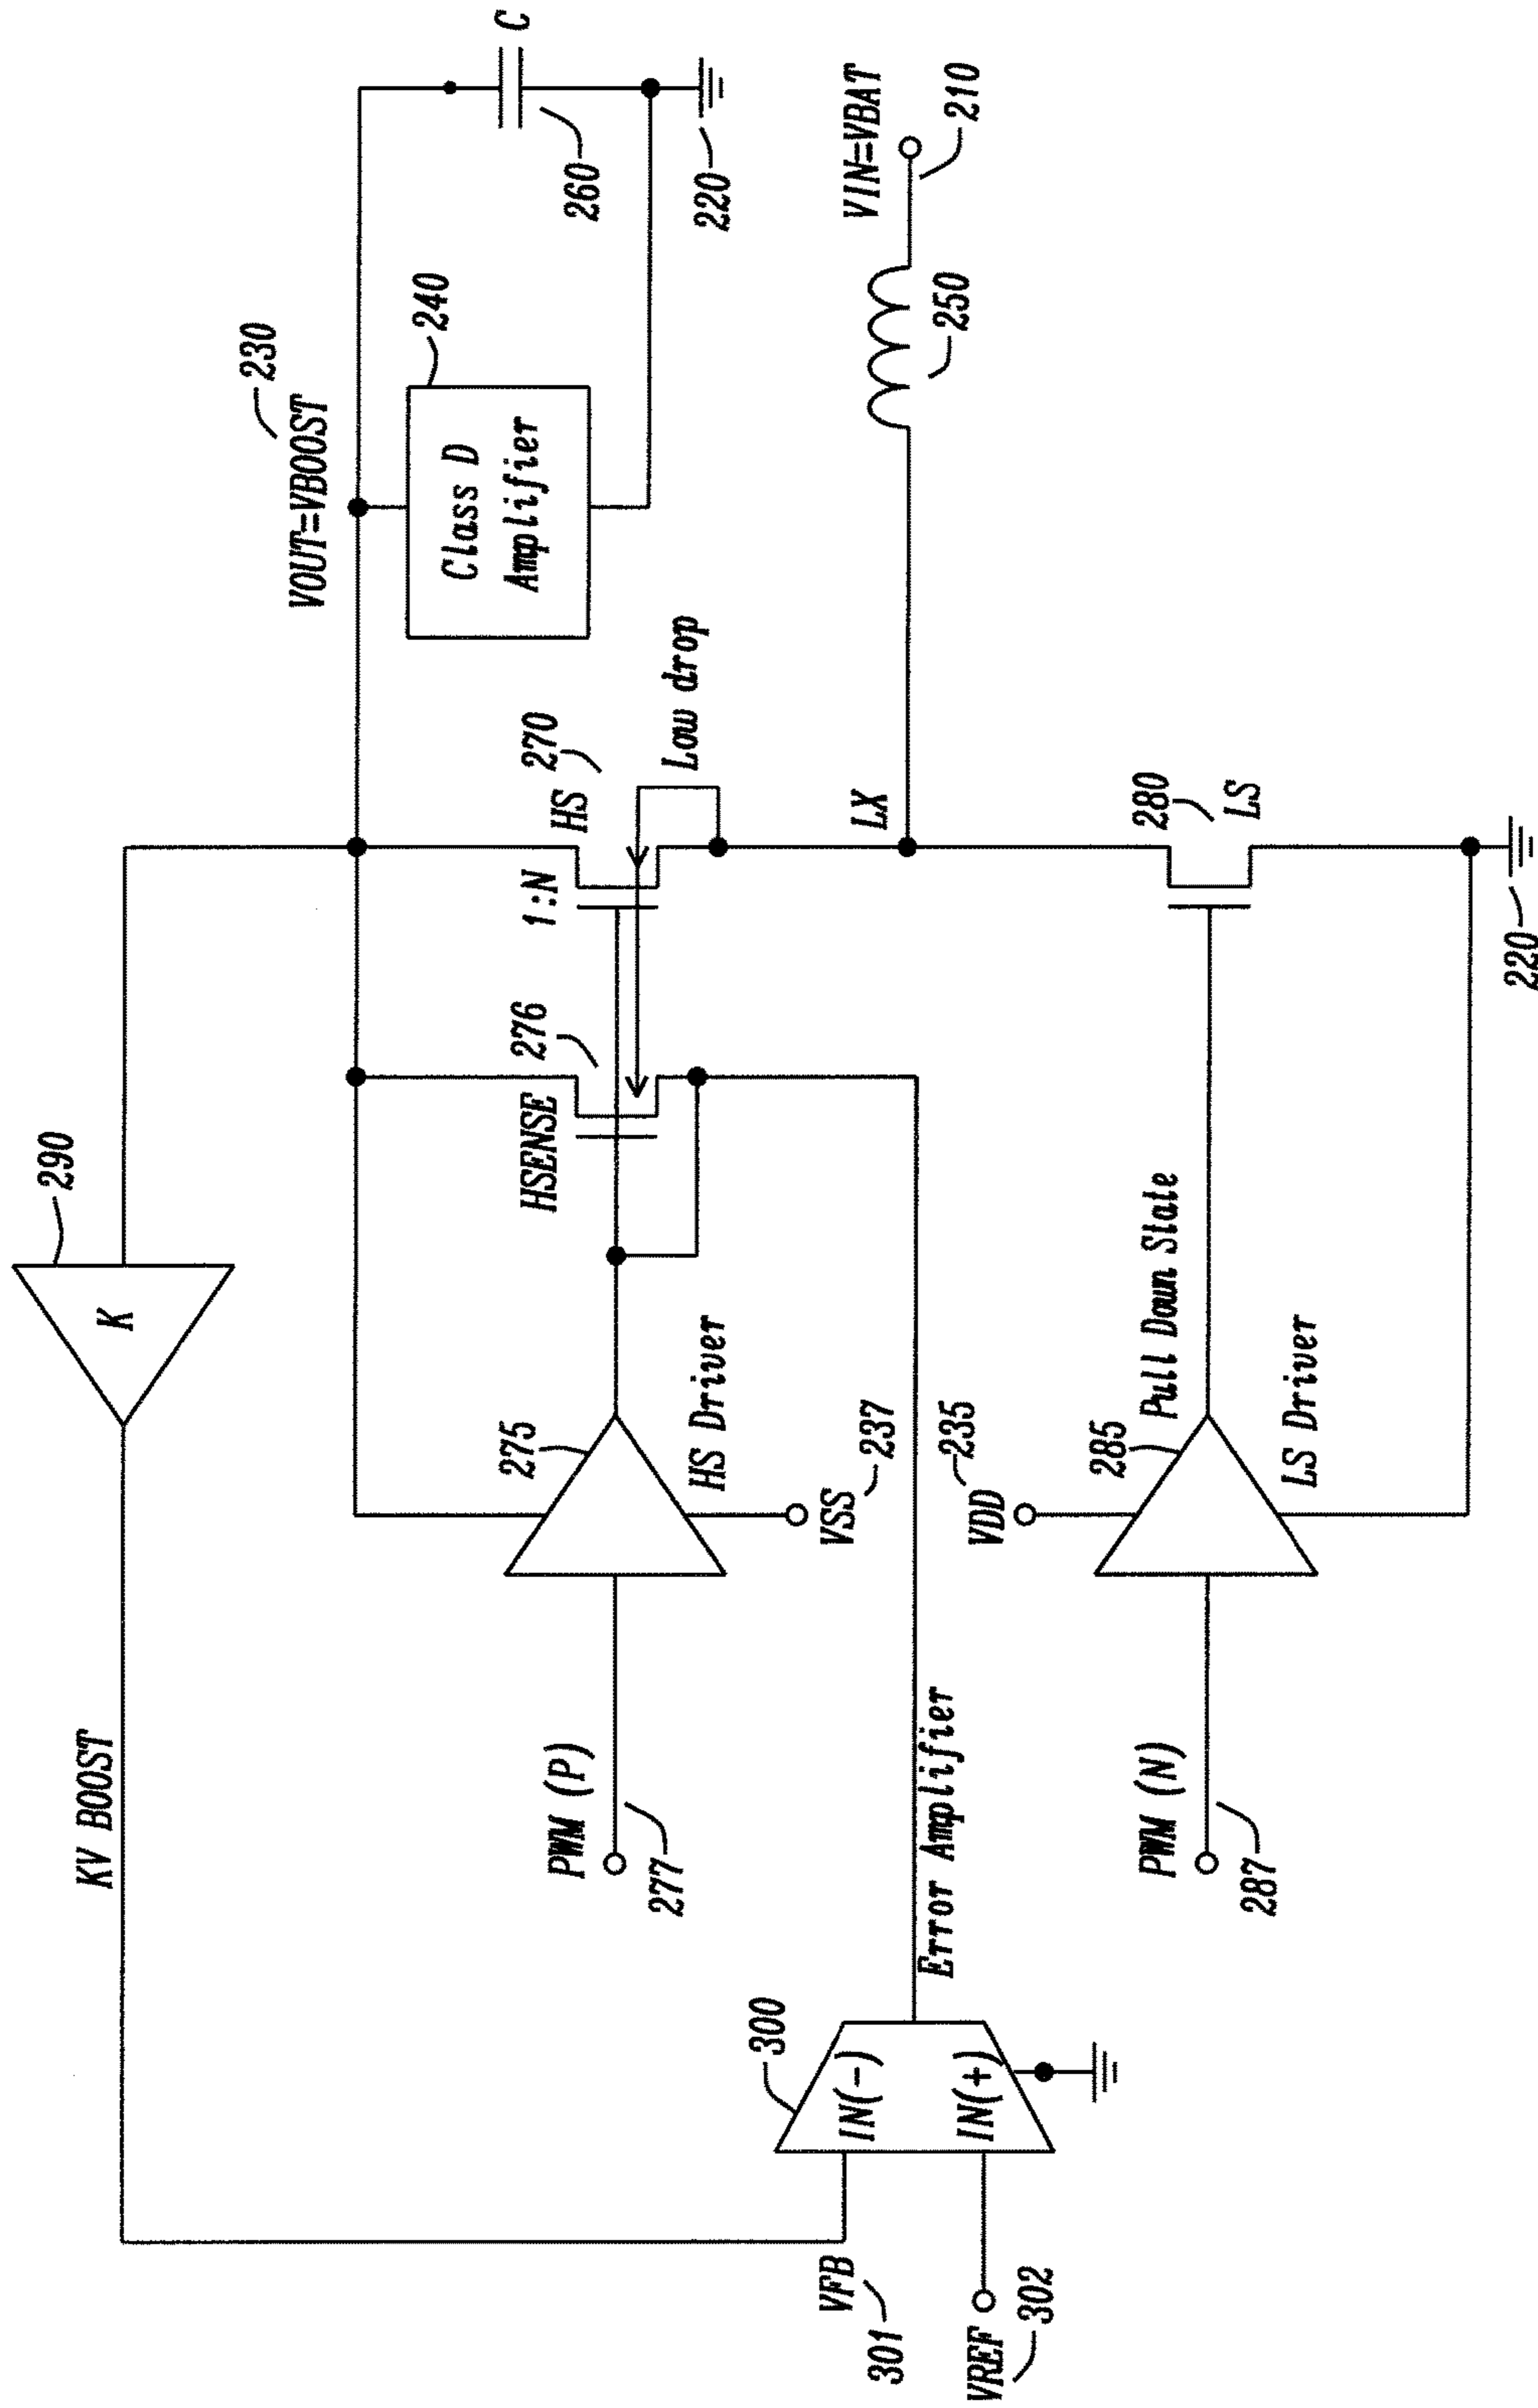 290
K
KV BOOST
VOUT=VBOOST
230
240
Class D
Amplifier
C
260
220
HSENSE
276
1:N
HS
270
Low drop
275
HS Driver
VSS
237
PWM (P)
277
LX
VIN=VBAT
210
250
300
IN(-)
IN(+)
Error Amplifier
VFB
301
VREF
302
VDD
235
285
Pull Down State
LS Driver
PWM (N)
287
280
LS
220